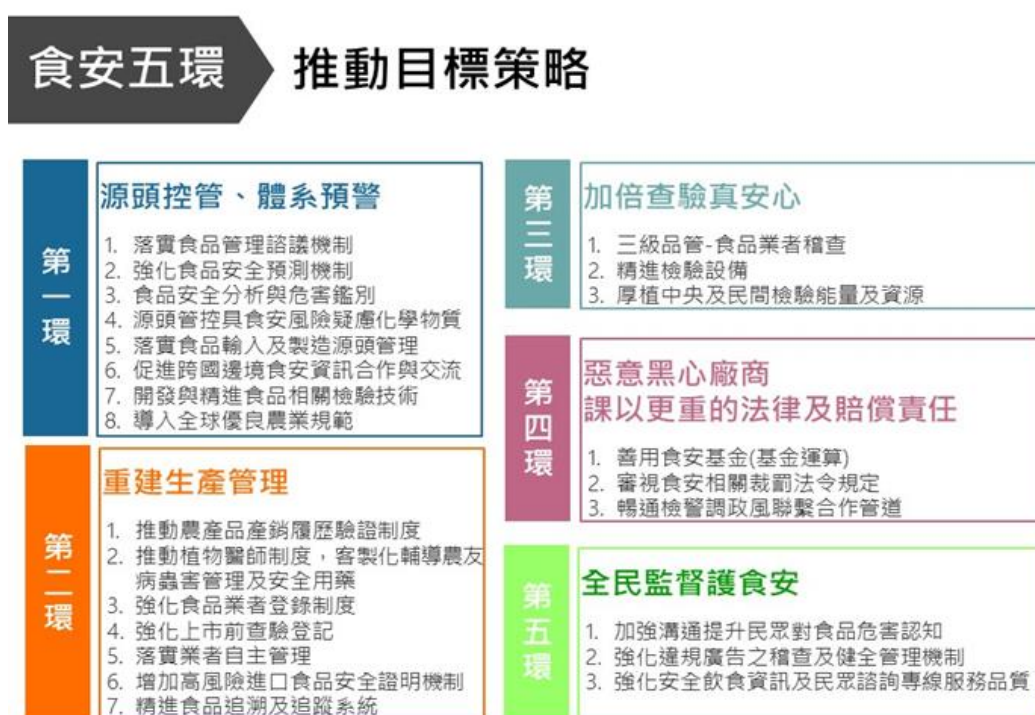 食安五環 推動目標策略
第一環
源頭控管、體系預警
1. 落實食品管理諮議機制
2. 強化食品安全預測機制
3. 食品安全分析與危害鑑別
4. 源頭管控具食安風險疑慮化學物質
5. 落實食品輸入及製造源頭管理
6. 促進跨國邊境食安資訊合作與交流
7. 開發與精進食品相關檢驗技術
8. 導入全球優良農業規範
第二環
重建生產管理
1. 推動農產品產銷履歷驗證制度
2. 推動植物醫師制度，客製化輔導農友
病蟲害管理及安全用藥
3. 強化食品業者登錄制度
4. 強化上市前查驗登記
5. 落實業者自主管理
6. 增加高風險進口食品安全證明機制
7. 精進食品追溯及追蹤系統
第三環
加倍查驗真安心
1. 三級品管-食品業者稽查
2. 精進檢驗設備
3. 厚植中央及民間檢驗能量及資源
第四環
惡意黑心廠商
課以更重的法律及賠償責任
1. 善用食安基金(基金運算)
2. 審視食安相關裁罰法令規定
3. 暢通檢警調政風聯繫合作管道
第五環
全民監督護食安
1. 加強溝通提升民眾對食品危害認知
2. 強化違規廣告之稽查及健全管理機制
3. 強化安全飲食資訊及民眾諮詢專線服務品質